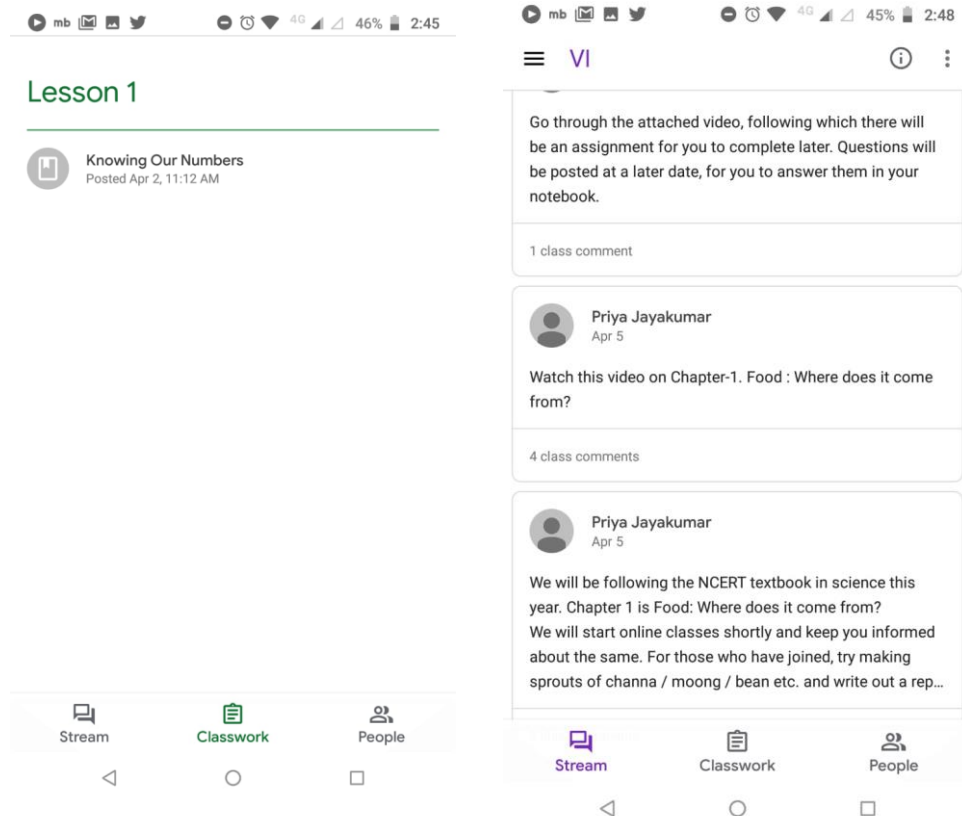 mb 4G 46% 2:45
Lesson 1
Knowing Our Numbers
Posted Apr 2, 11:12 AM
Stream Classwork People
mb 4G 45% 2:48
VI
Go through the attached video, following which there will
be an assignment for you to complete later. Questions will
be posted at a later date, for you to answer them in your
notebook.
1 class comment
Priya Jayakumar
Apr 5
Watch this video on Chapter-1. Food : Where does it come
from?
4 class comments
Priya Jayakumar
Apr 5
We will be following the NCERT textbook in science this
year. Chapter 1 is Food: Where does it come from?
We will start online classes shortly and keep you informed
about the same. For those who have joined, try making
sprouts of channa / moong / bean etc. and write out a rep...
Stream Classwork People